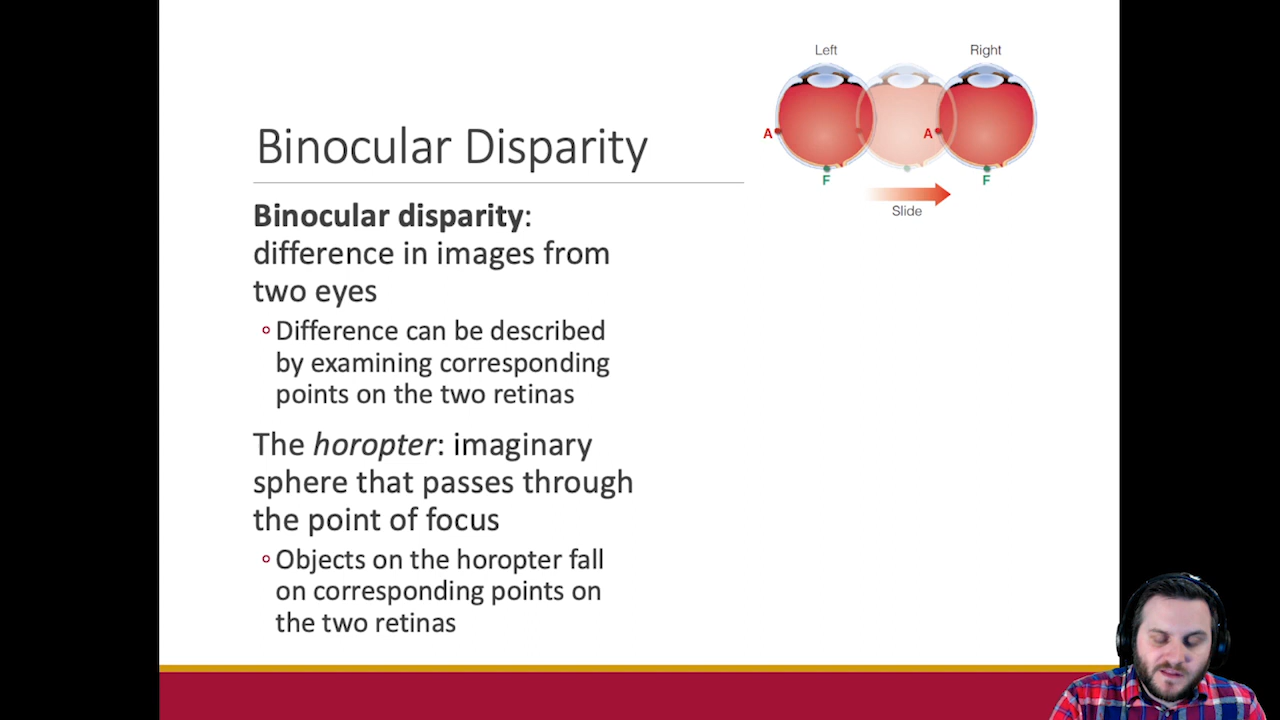 Left Right
A A
F F
Slide
Binocular Disparity
Binocular disparity:
difference in images from
two eyes
Difference can be described
by examining corresponding
points on the two retinas
The horopter: imaginary
sphere that passes through
the point of focus
Objects on the horopter fall
on corresponding points on
the two retinas